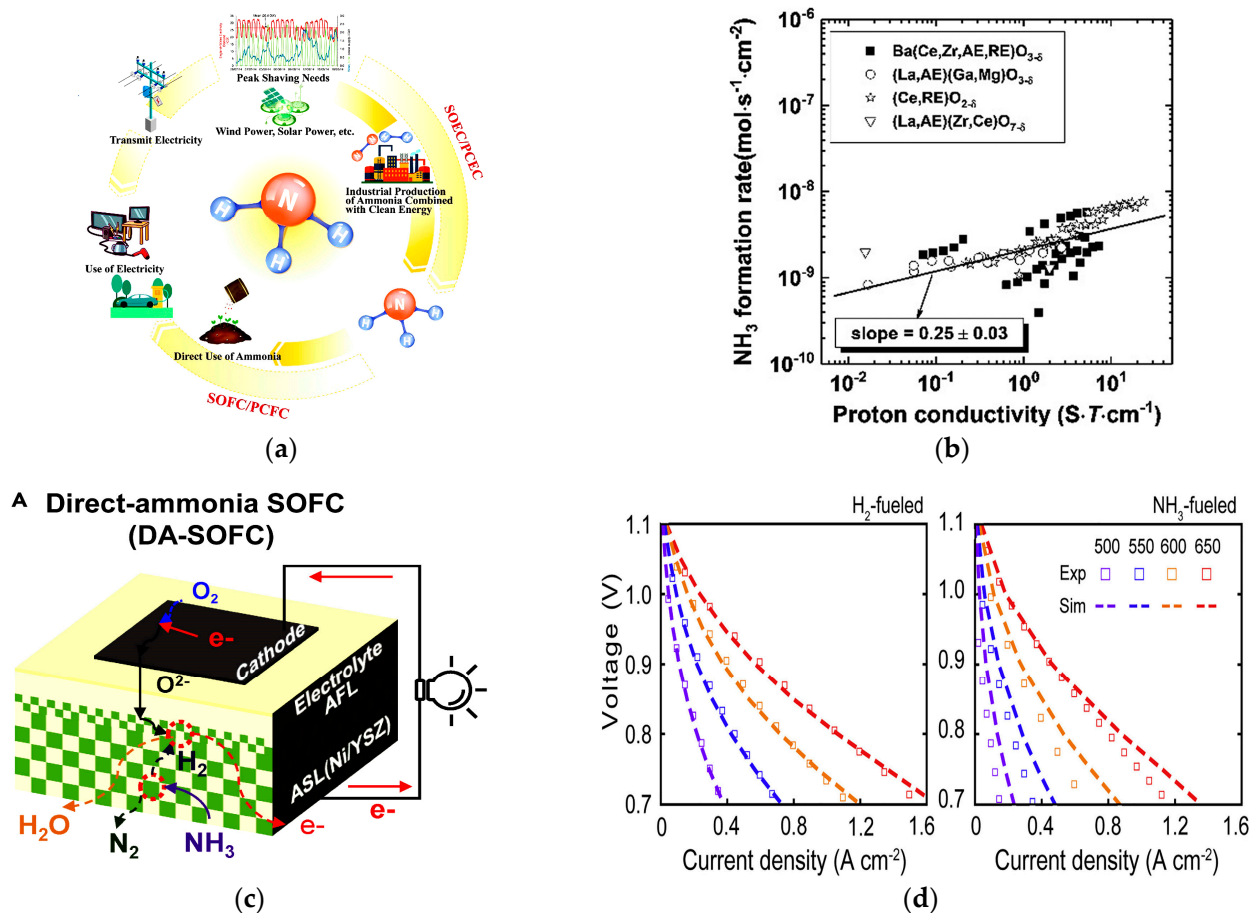 Peak Shaving Needs
Wind Power, Solar Power, etc.
Transmit Electricity
SOEC/PCEC
Industrial Production
of Ammonia Combined
with Clean Energy
N
H
H
H
Use of Electricity
N
H
H
H
Direct Use of Ammonia
SOFC/PCFC
(a)
NH₃ formation rate(mol·s⁻¹·cm⁻²)
10⁻⁶
10⁻⁷
10⁻⁸
10⁻⁹
10⁻¹⁰
Ba(Ce,Zr,AE,RE)O₃₋δ
(La,AE)(Ga,Mg)O₃₋δ
(Ce,RE)O₂₋δ
(La,AE)(Zr,Ce)O₇₋δ
slope = 0.25 ± 0.03
10⁻² 10⁻¹ 10⁰ 10¹
Proton conductivity (S·T·cm⁻¹)
(b)
A Direct-ammonia SOFC
(DA-SOFC)
O₂
e-
Cathode
O²⁻
Electrolyte
AFL
ASL(Ni/YSZ)
H₂
H₂O
N₂
NH₃
e-
e-
(c)
H₂-fueled
Voltage (V)
1.1
1.0
0.9
0.8
0.7
0 0.4 0.8 1.2 1.6
Current density (A cm⁻²)
NH₃-fueled
500 550 600 650
Exp
Sim
0 0.4 0.8 1.2 1.6
Current density (A cm⁻²)
(d)